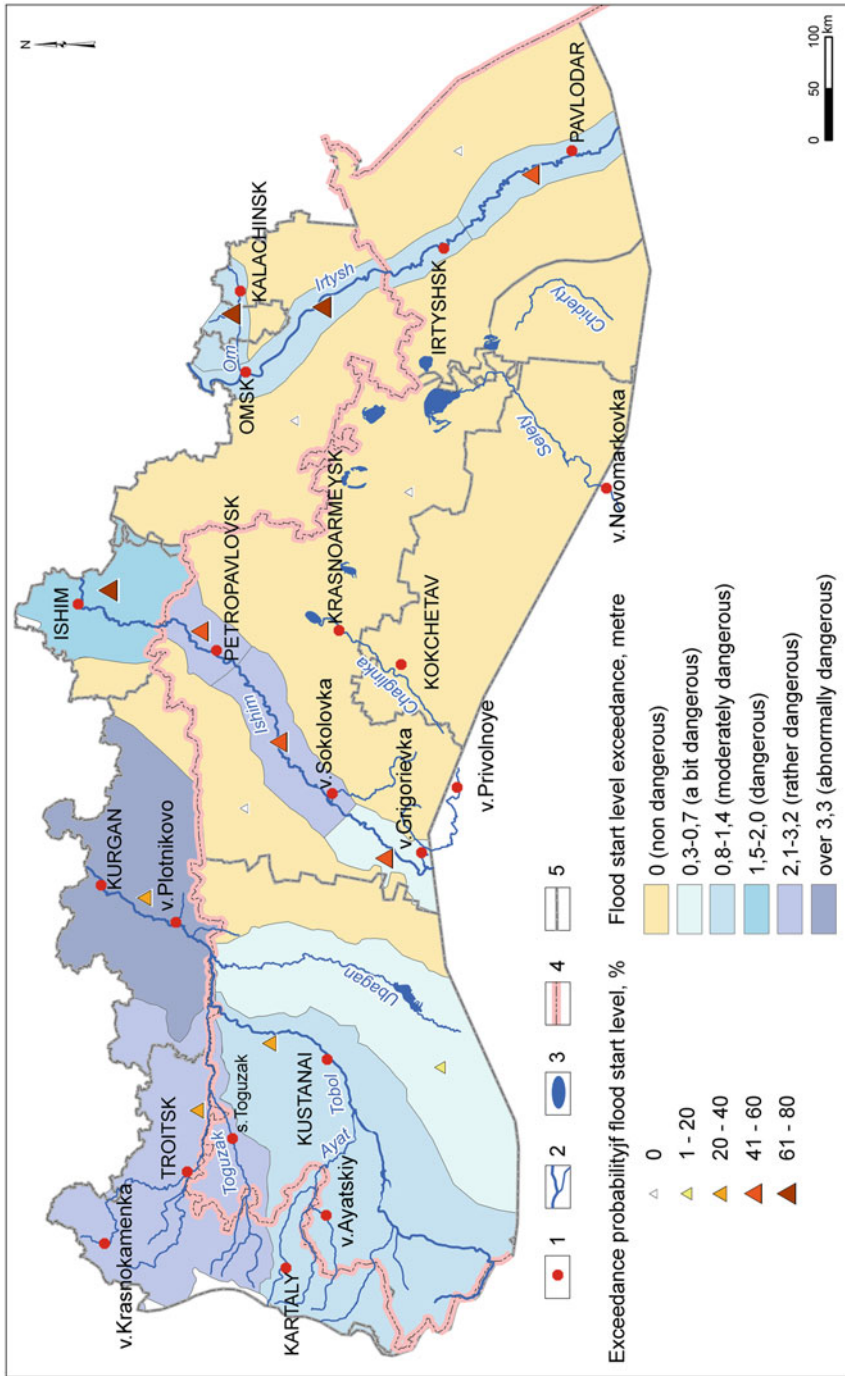 N
ISHIM
KURGAN
v.Plotnikovo
v.Krasnokamenka
TROITSK
s.Toguzak
Toguzak
KARTALY
Ayat
v.Ayatskiy
KUSTANAI
Tobol
Ubagan
PETROPAVLOVSK
Ishim
v.Sokolovka
v.Grigorievka
v.Privolnoye
KRASNOARMEYSK
Chaglinka
KOKCHETAV
Om
KALACHINSK
OMSK
Irtysh
IRTYSHSK
PAVLODAR
Selety
Chiderty
v.Novomarkovka
1
2
3
4
5
Exceedance probabilityjf flood start level, %
0
1 - 20
20 - 40
41 - 60
61 - 80
Flood start level exceedance, metre
0 (non dangerous)
0,3-0,7 (a bit dangerous)
0,8-1,4 (moderately dangerous)
1,5-2,0 (dangerous)
2,1-3,2 (rather dangerous)
over 3,3 (abnormally dangerous)
0 50 100
km